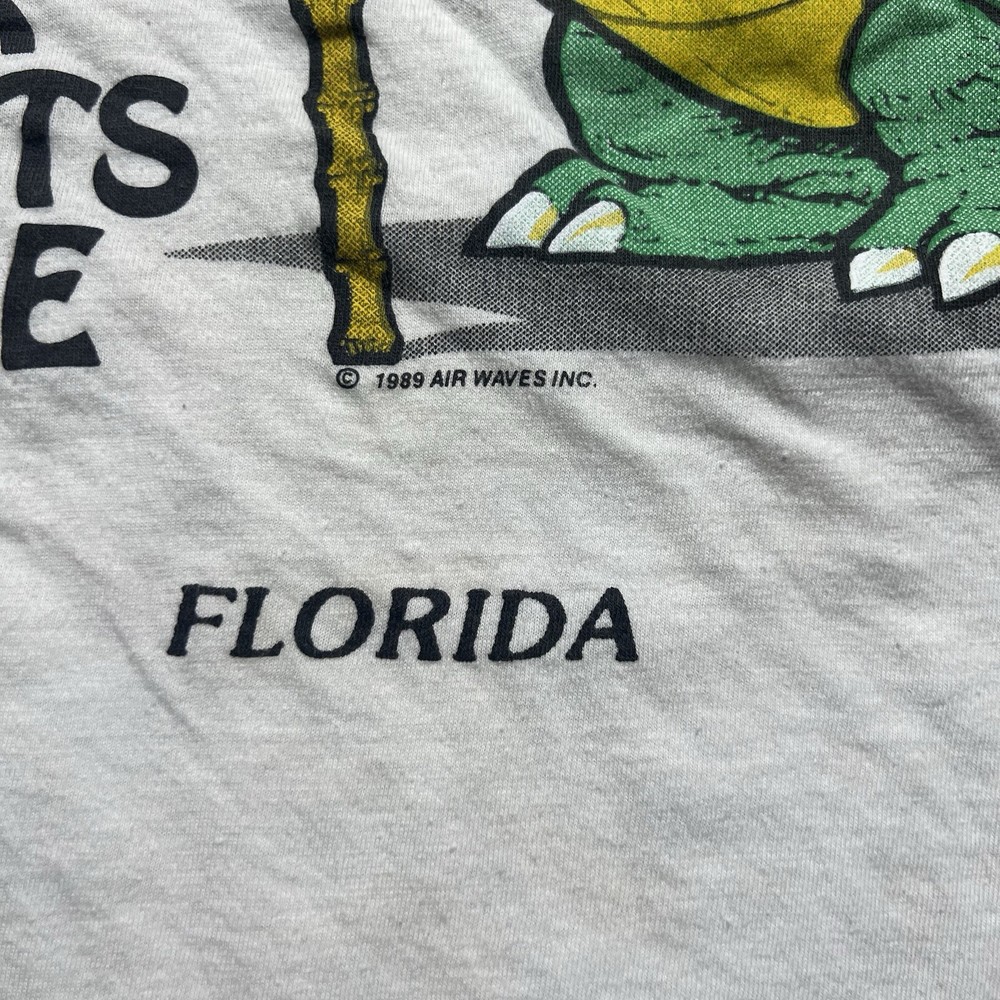 TS
E
© 1989 AIR WAVES INC.
FLORIDA